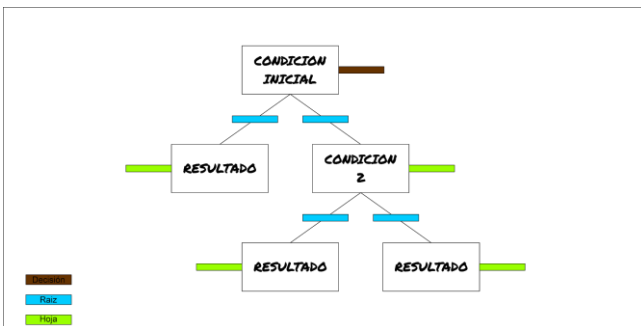 CONDICION
INICIAL
RESULTADO
CONDICION
2
RESULTADO
RESULTADO
Decisión
Raiz
Hoja